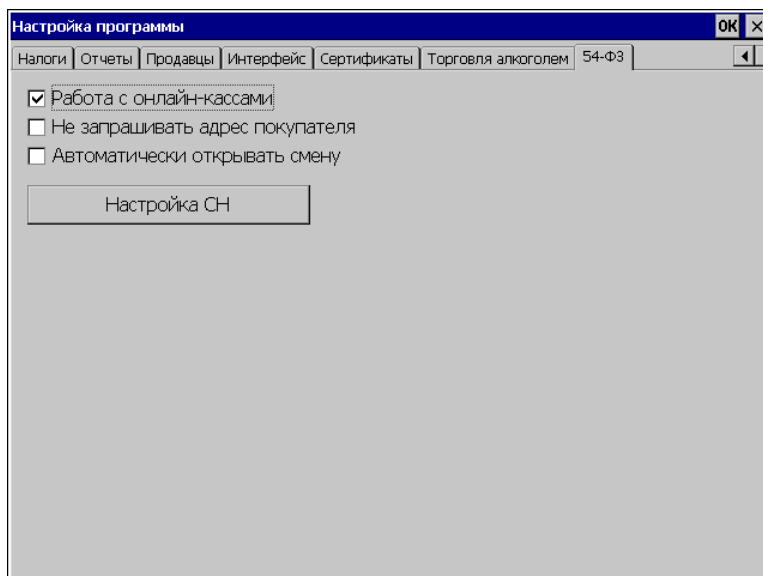 Настройка программы OK ×
Налоги Отчеты Продавцы Интерфейс Сертификаты Торговля алкоголем 54-ФЗ
Работа с онлайн-кассами
Не запрашивать адрес покупателя
Автоматически открывать смену
Настройка СН